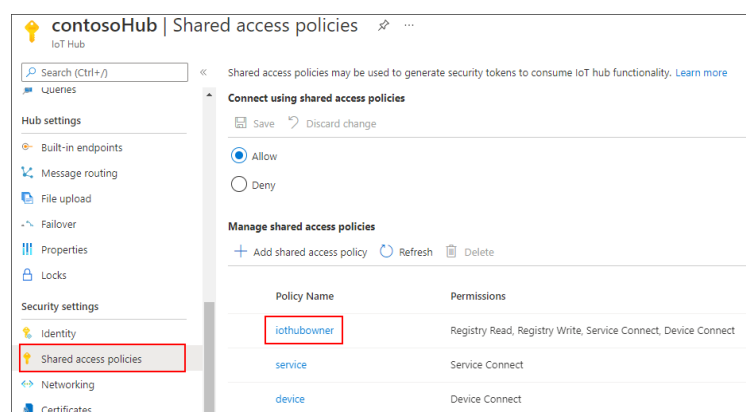 contosoHub | Shared access policies ...
IoT Hub
Search (Ctrl+/)
«
Queries
Hub settings
Built-in endpoints
Message routing
File upload
Failover
Properties
Locks
Security settings
Identity
Shared access policies
Networking
Certificates
Shared access policies may be used to generate security tokens to consume IoT hub functionality. Learn more
Connect using shared access policies
Save Discard change
Allow
Deny
Manage shared access policies
+ Add shared access policy Refresh Delete
Policy Name Permissions
iothubowner Registry Read, Registry Write, Service Connect, Device Connect
service Service Connect
device Device Connect